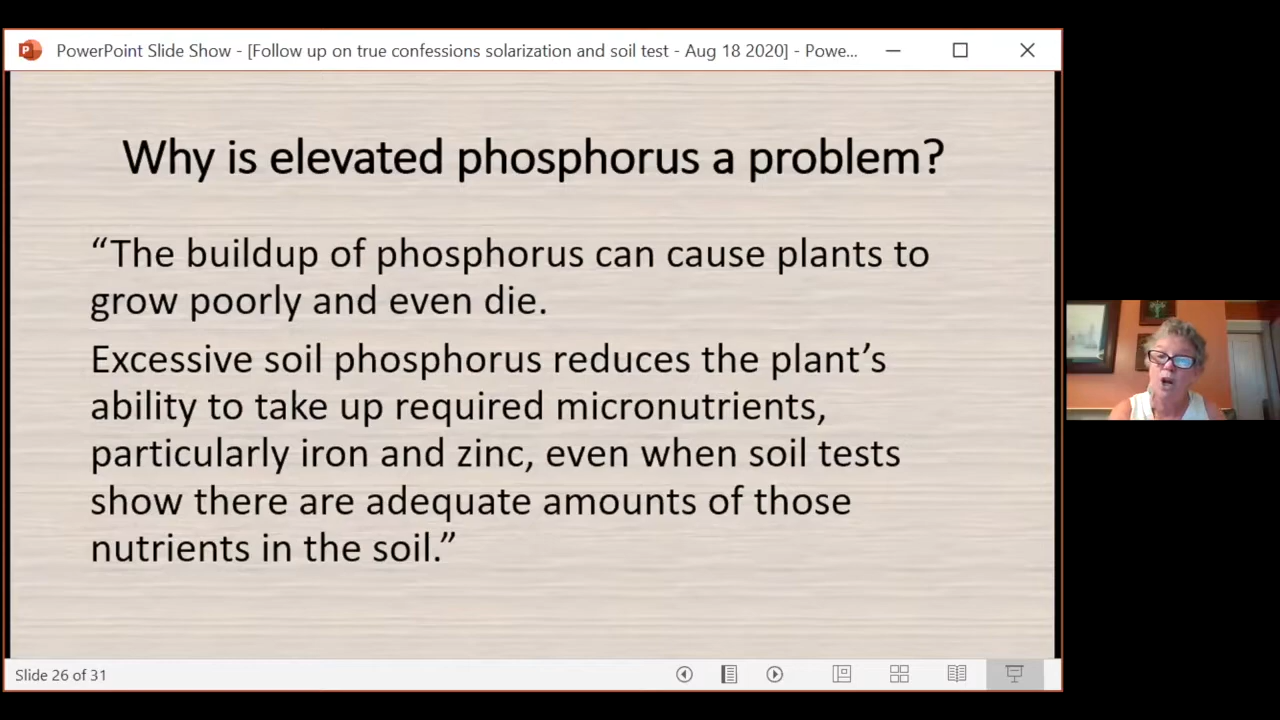 PowerPoint Slide Show - [Follow up on true confessions solarization and soil test - Aug 18 2020] - Powe...
Why is elevated phosphorus a problem?
“The buildup of phosphorus can cause plants to
grow poorly and even die.
Excessive soil phosphorus reduces the plant’s
ability to take up required micronutrients,
particularly iron and zinc, even when soil tests
show there are adequate amounts of those
nutrients in the soil.”
Slide 26 of 31